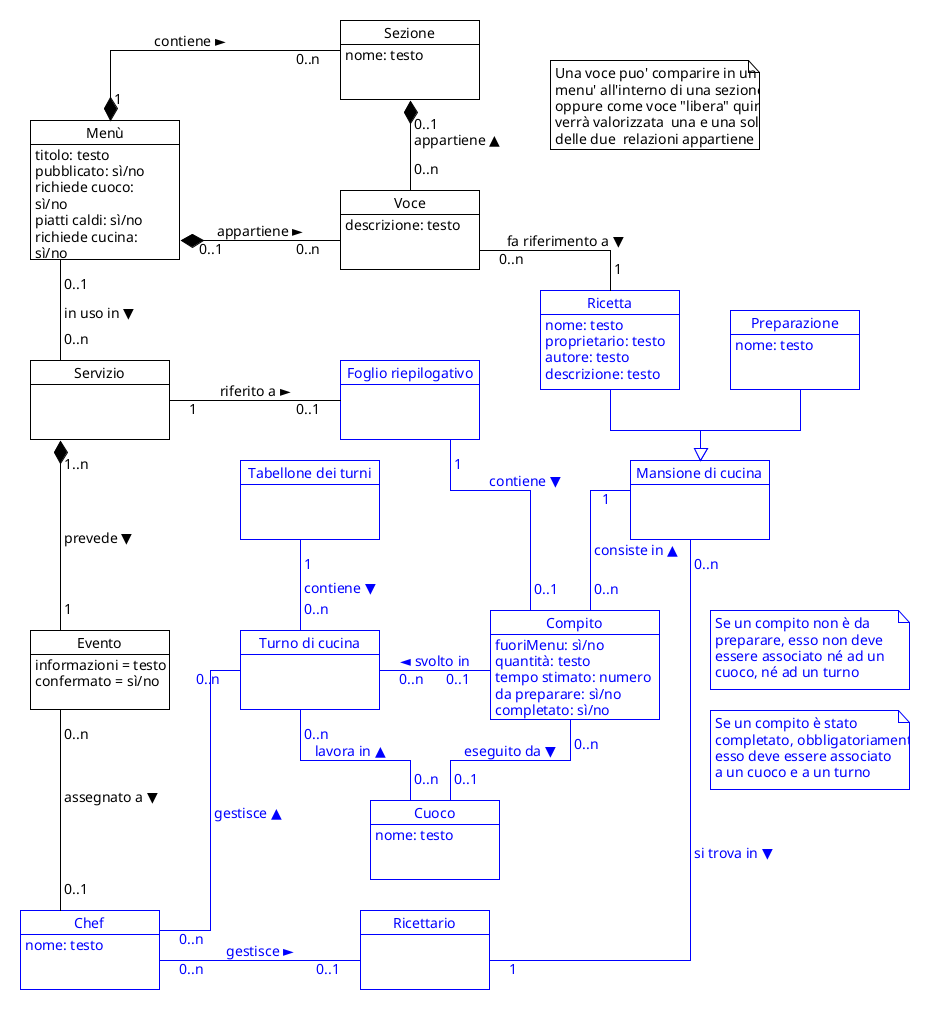 Sezione
nome: testo
contiene ►
0..n
1
Una voce puo' comparire in un
menu' all'interno di una sezione
oppure come voce "libera" quin
verrà valorizzata  una e una sol
delle due  relazioni appartiene
Menù
titolo: testo
pubblicato: sì/no
richiede cuoco:
sì/no
piatti caldi: sì/no
richiede cucina:
sì/no
0..1
appartiene ▲
0..n
Voce
descrizione: testo
appartiene ►
0..1
0..n
fa riferimento a ▼
0..n
1
0..1
in uso in ▼
0..n
Ricetta
nome: testo
proprietario: testo
autore: testo
descrizione: testo
Preparazione
nome: testo
Servizio
riferito a ►
1
0..1
Foglio riepilogativo
1..n
prevede ▼
1
Tabellone dei turni
1
contiene ▼
0..n
1
contiene ▼
0..1
Mansione di cucina
1
consiste in ▲
0..n
0..n
Evento
informazioni = testo
confermato = sì/no
Turno di cucina
0..n
◄ svolto in
0..n
0..1
Compito
fuoriMenu: sì/no
quantità: testo
tempo stimato: numero
da preparare: sì/no
completato: sì/no
Se un compito non è da
preparare, esso non deve
essere associato né ad un
cuoco, né ad un turno
Se un compito è stato
completato, obbligatoriament
esso deve essere associato
a un cuoco e a un turno
0..n
lavora in ▲
0..n
0..n
eseguito da ▼
0..1
Cuoco
nome: testo
0..n
assegnato a ▼
0..1
gestisce ▲
0..n
si trova in ▼
Chef
nome: testo
gestisce ►
0..n
0..1
Ricettario
1